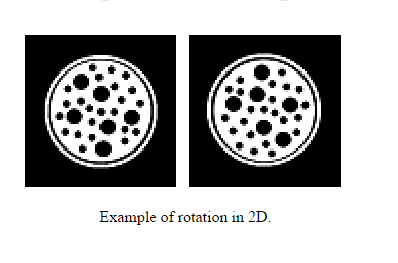 Example of rotation in 2D.